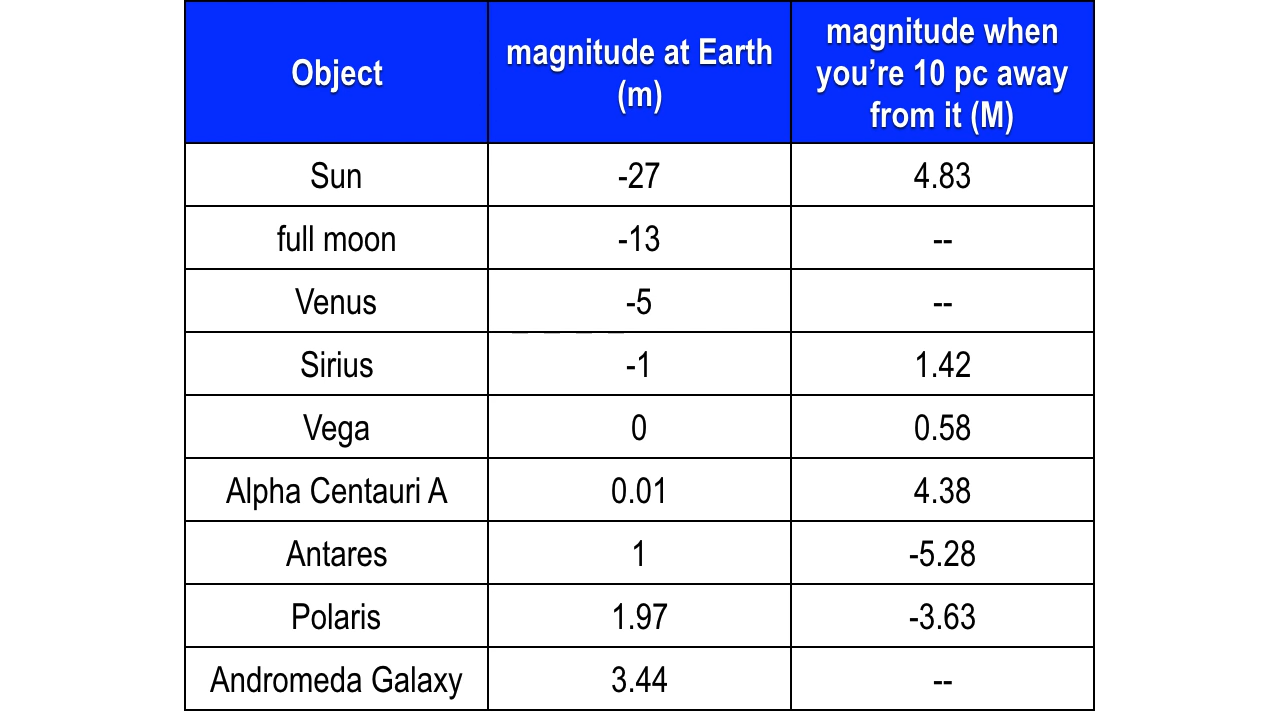 Object
magnitude at Earth
(m)
magnitude when
you’re 10 pc away
from it (M)
Sun
-27
4.83
full moon
-13
--
Venus
-5
--
Sirius
-1
1.42
Vega
0
0.58
Alpha Centauri A
0.01
4.38
Antares
1
-5.28
Polaris
1.97
-3.63
Andromeda Galaxy
3.44
--